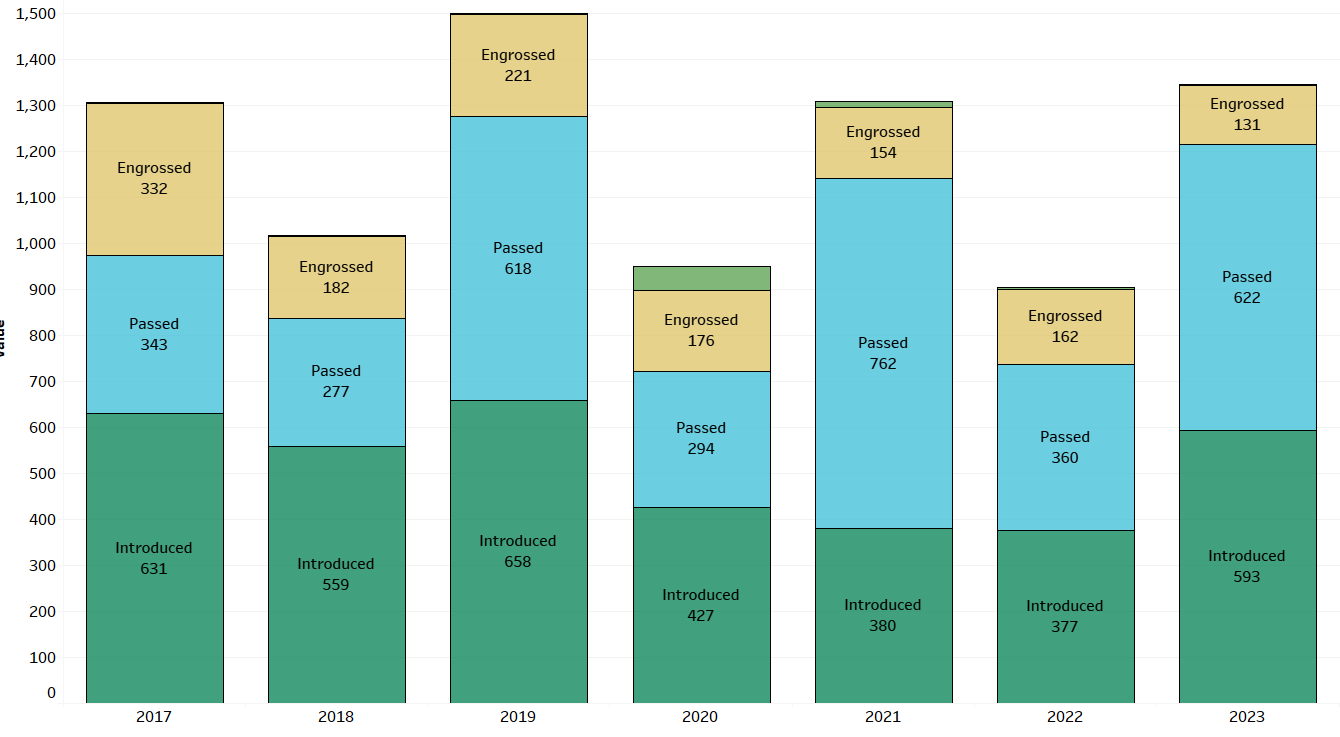 1,500
1,400
1,300
1,200
1,100
1,000
900
800
700
600
500
400
300
200
100
0
Engrossed
332
Passed
343
Introduced
631
Engrossed
182
Passed
277
Introduced
559
Engrossed
221
Passed
618
Introduced
658
Engrossed
176
Passed
294
Introduced
427
Engrossed
154
Passed
762
Introduced
380
Engrossed
162
Passed
360
Introduced
377
Engrossed
131
Passed
622
Introduced
593
2017 2018 2019 2020 2021 2022 2023